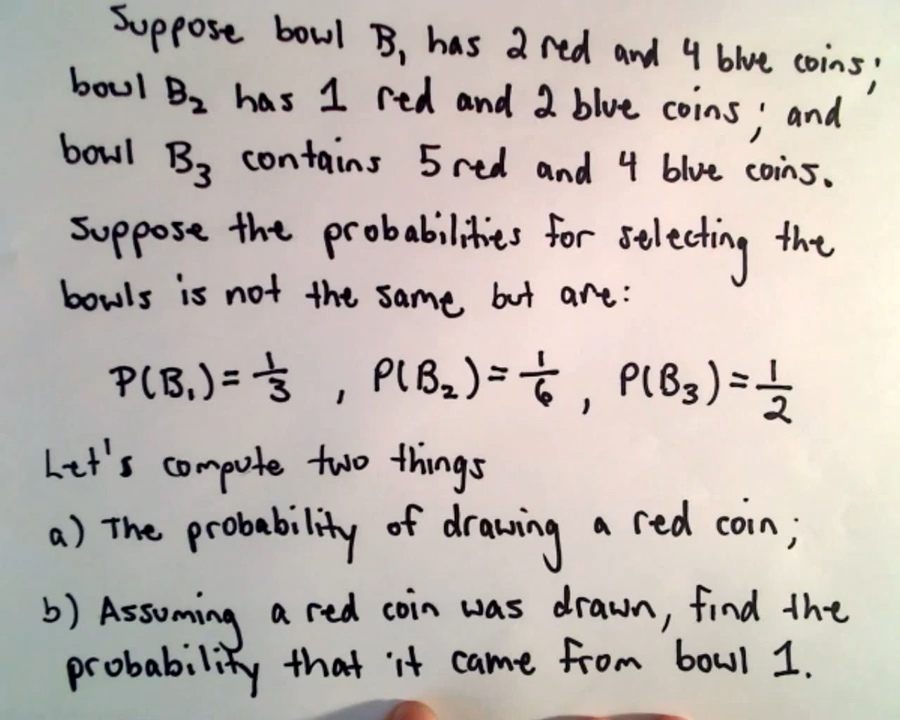 Suppose bowl B₁ has 2 red and 4 blue coins;
bowl B₂ has 1 red and 2 blue coins; and
bowl B₃ contains 5 red and 4 blue coins.
Suppose the probabilities for selecting the
bowls is not the same but are:
P(B₁) = 1/3 , P(B₂) = 1/6 , P(B₃) = 1/2
Let's compute two things
a) The probability of drawing a red coin;
b) Assuming a red coin was drawn, find the
probability that it came from bowl 1.